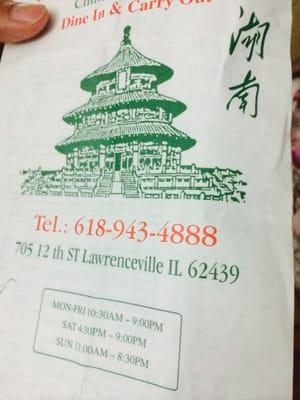 Dine In & Carry Out
湖南
Tel.: 618-943-4888
705 12 th ST Lawrenceville IL 62439
MON-FRI 10:30AM – 9:00PM
SAT 4:30PM – 9:00PM
SUN 11:00AM – 8:30PM